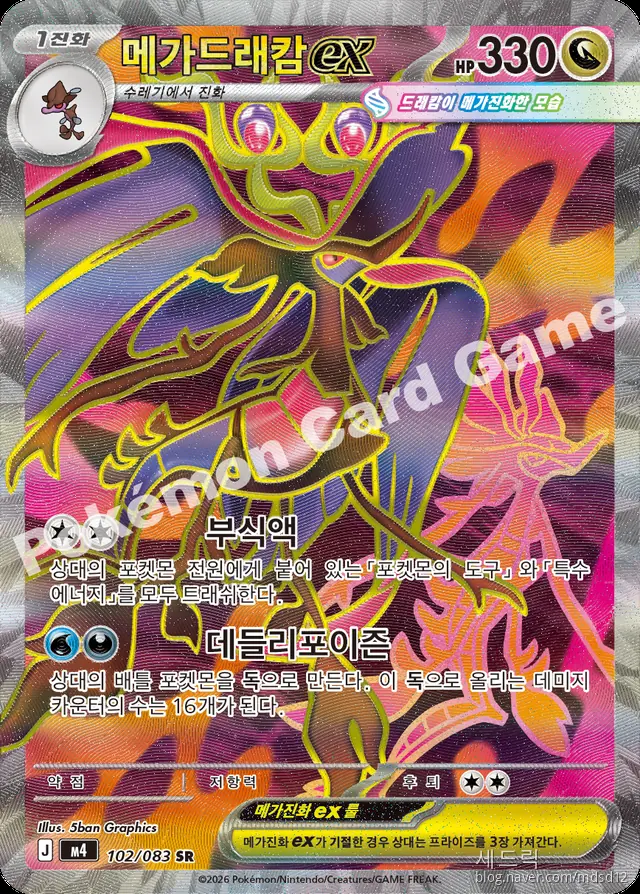 1진화
메가드래캄 ex
HP 330
수레기에서 진화
드래캄이 메가진화한 모습
Pokémon Card Game
부식액
상대의 포켓몬 전원에게 붙어 있는 「포켓몬의 도구」와 「특수
에너지」를 모두 트래쉬한다.
데들리포이즌
상대의 배틀 포켓몬을 독으로 만든다. 이 독으로 올리는 데미지
카운터의 수는 16개가 된다.
약점 저항력 후퇴
메가진화 ex 룰
메가진화 ex가 기절한 경우 상대는 프라이즈를 3장 가져간다.
Illus. 5ban Graphics
J m4 102/083 SR
©2026 Pokémon/Nintendo/Creatures/GAME FREAK.
세드릭
blog.naver.com/mdsd12